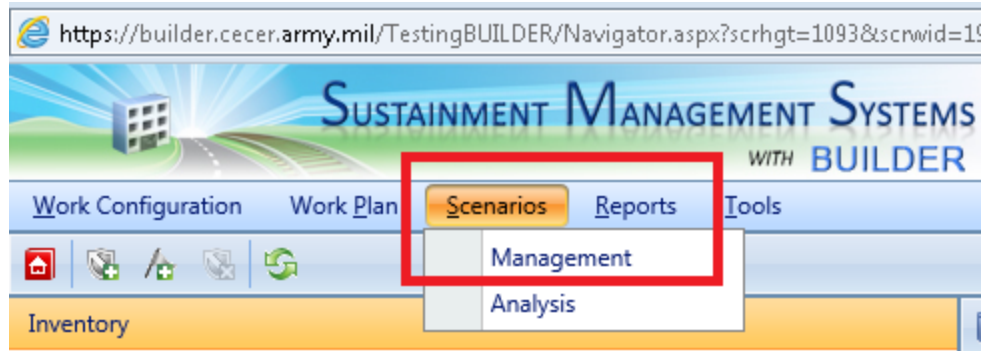 https://builder.cecer.army.mil/TestingBUILDER/Navigator.aspx?scrhgt=1093&scrwid=19
SUSTAINMENT MANAGEMENT SYSTEMS
WITH BUILDER
Work Configuration Work Plan Scenarios Reports Tools
Management
Analysis
Inventory